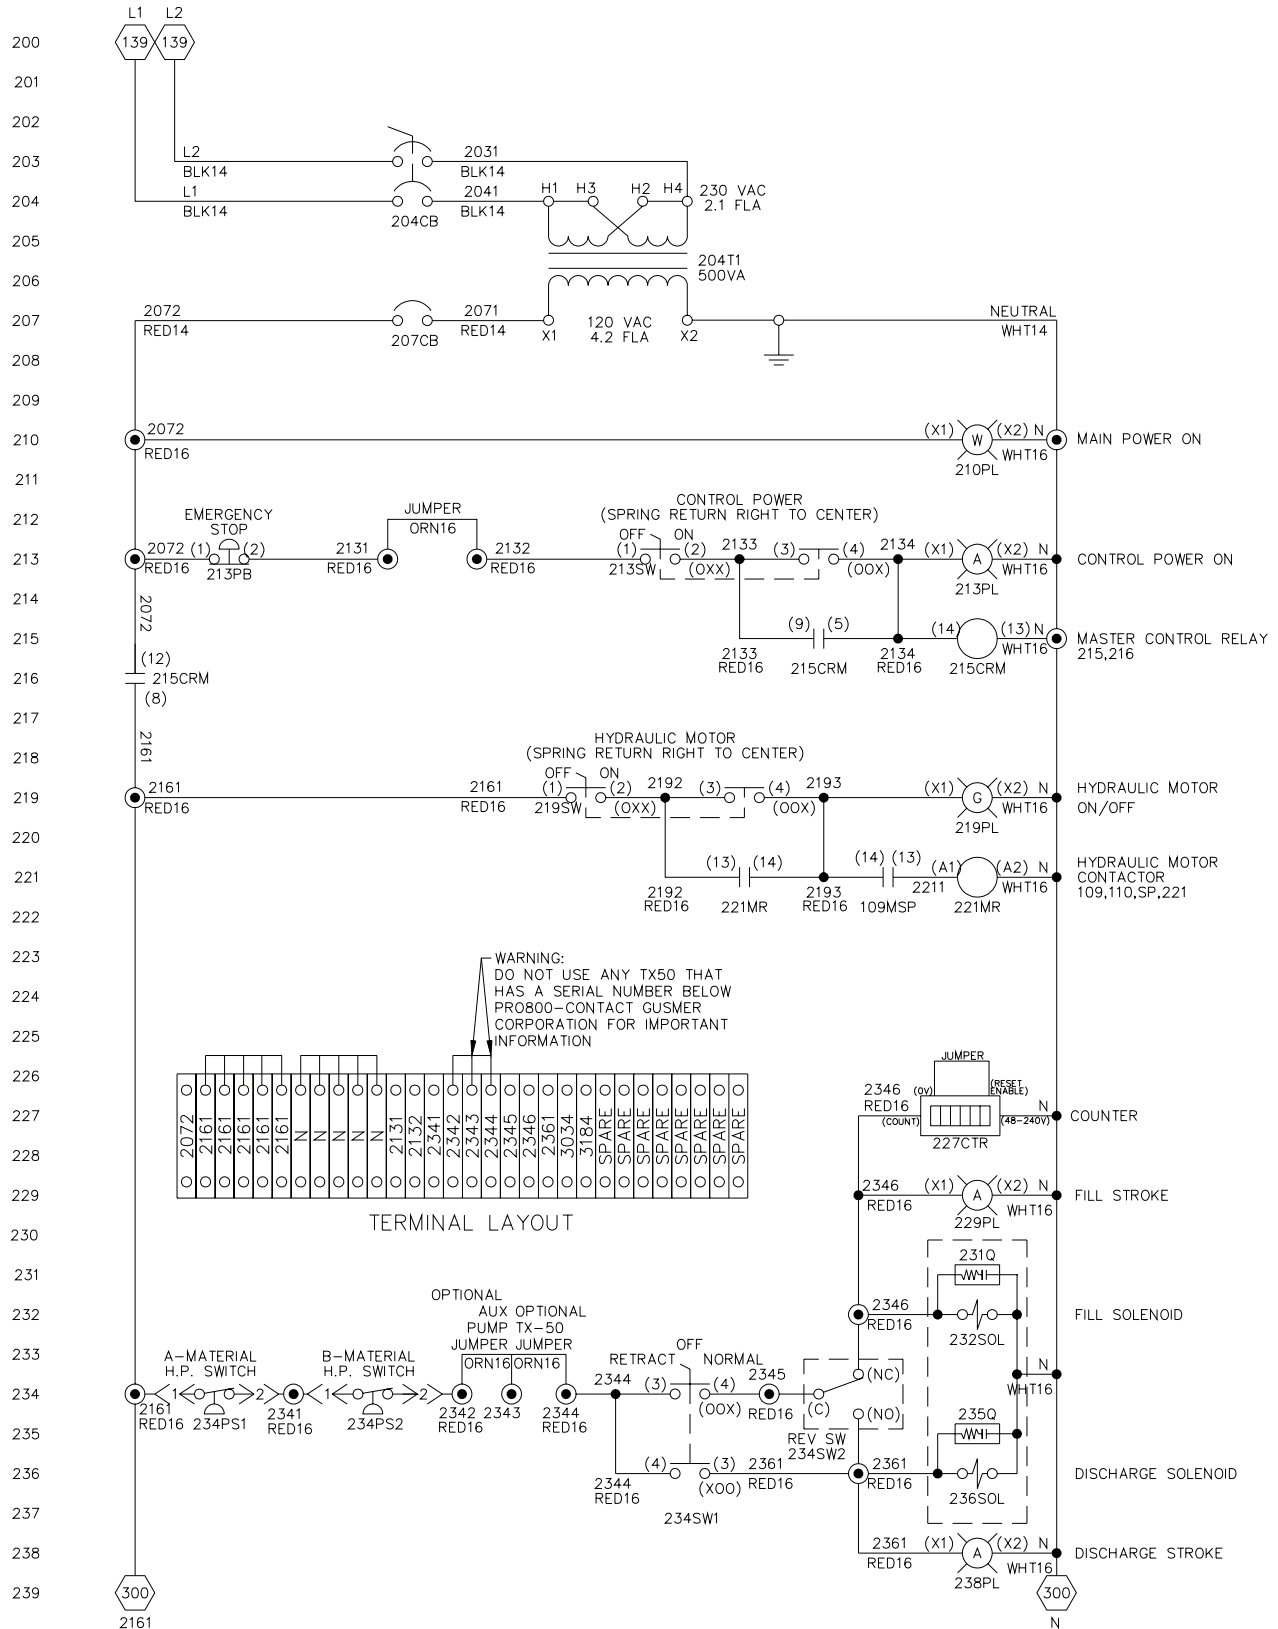 L1 L2
200 139 139
201
202
203 L2 2031
BLK14 BLK14
204 L1 2041 H1 H3 H2 H4 230 VAC
BLK14 BLK14 2.1 FLA
204CB
205
206 204T1
500VA
207 2072 2071 120 VAC NEUTRAL
RED14 RED14 X1 4.2 FLA X2 WHT14
207CB
208
209
210 2072 (X1) W (X2) N MAIN POWER ON
RED16 210PL WHT16
211
212 EMERGENCY JUMPER CONTROL POWER
STOP ORN16 (SPRING RETURN RIGHT TO CENTER)
OFF ON
213 2072 (1) (2) 2131 2132 (1) (2) 2133 (3) (4) 2134 (X1) A (X2) N CONTROL POWER ON
RED16 213PB RED16 RED16 213SW (OXX) (OOX) 213PL WHT16
214 2072
215 (9) (5) (14) (13) N MASTER CONTROL RELAY
2133 2134 WHT16 215,216
RED16 215CRM RED16 215CRM
216 (12) 215CRM
(8)
217
218 2161 HYDRAULIC MOTOR
(SPRING RETURN RIGHT TO CENTER)
OFF ON
219 2161 2161 (1) (2) 2192 (3) (4) 2193 (X1) G (X2) N HYDRAULIC MOTOR
RED16 RED16 219SW (OXX) (OOX) 219PL WHT16 ON/OFF
220
221 (13) (14) (14) (13) (A1) (A2) N HYDRAULIC MOTOR
CONTACTOR
2192 2193 2211 WHT16 109,110,SP,221
RED16 221MR RED16 109MSP 221MR
222
223 WARNING:
DO NOT USE ANY TX50 THAT
224 HAS A SERIAL NUMBER BELOW
PRO800-CONTACT GUSMER
225 CORPORATION FOR IMPORTANT
INFORMATION
226 JUMPER
2346 (OV) (RESET
ENABLE)
227 RED16 (COUNT) (48-240V) N COUNTER
227CTR
2072 2161 2161 2161 2161 2161 N N N N N 2131 2132 2341 2342 2343 2344 2345 2346 2361 3034 3184 SPARE SPARE SPARE SPARE SPARE SPARE SPARE SPARE
228
229 2346 (X1) A (X2) N FILL STROKE
RED16 229PL WHT16
TERMINAL LAYOUT
230
231 231Q
232 2346 FILL SOLENOID
RED16 232SOL
OPTIONAL
AUX OPTIONAL
PUMP TX-50
JUMPER JUMPER
ORN16 ORN16
233 A-MATERIAL B-MATERIAL RETRACT OFF NORMAL
H.P. SWITCH H.P. SWITCH N
WHT16
234 1 2 1 2 2344 (3) (4) 2345 (C) (NC)
2161 234PS1 2341 234PS2 2342 2343 2344 (OOX) RED16 (NO)
RED16 RED16 RED16 RED16
235 REV SW 235Q
234SW2
236 2344 (4) (3) 2361 2361 DISCHARGE SOLENOID
RED16 (XOO) RED16 RED16 236SOL
237 234SW1
238 2361 (X1) A (X2) N DISCHARGE STROKE
RED16 238PL WHT16
239 300 300
2161 N